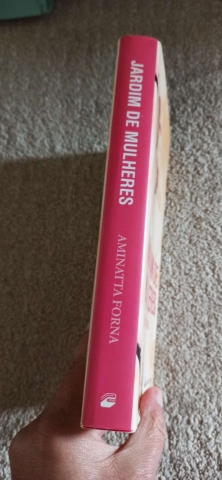 JARDIM DE MULHERES
AMINATTA FORNA